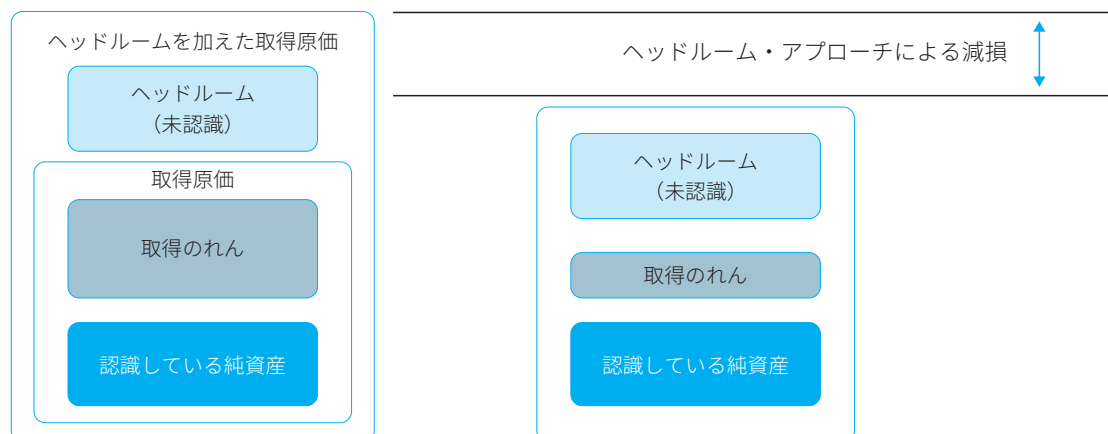 ヘッドルームを加えた取得原価
ヘッドルーム
（未認識）
取得原価
取得のれん
認識している純資産
ヘッドルーム・アプローチによる減損
ヘッドルーム
（未認識）
取得のれん
認識している純資産